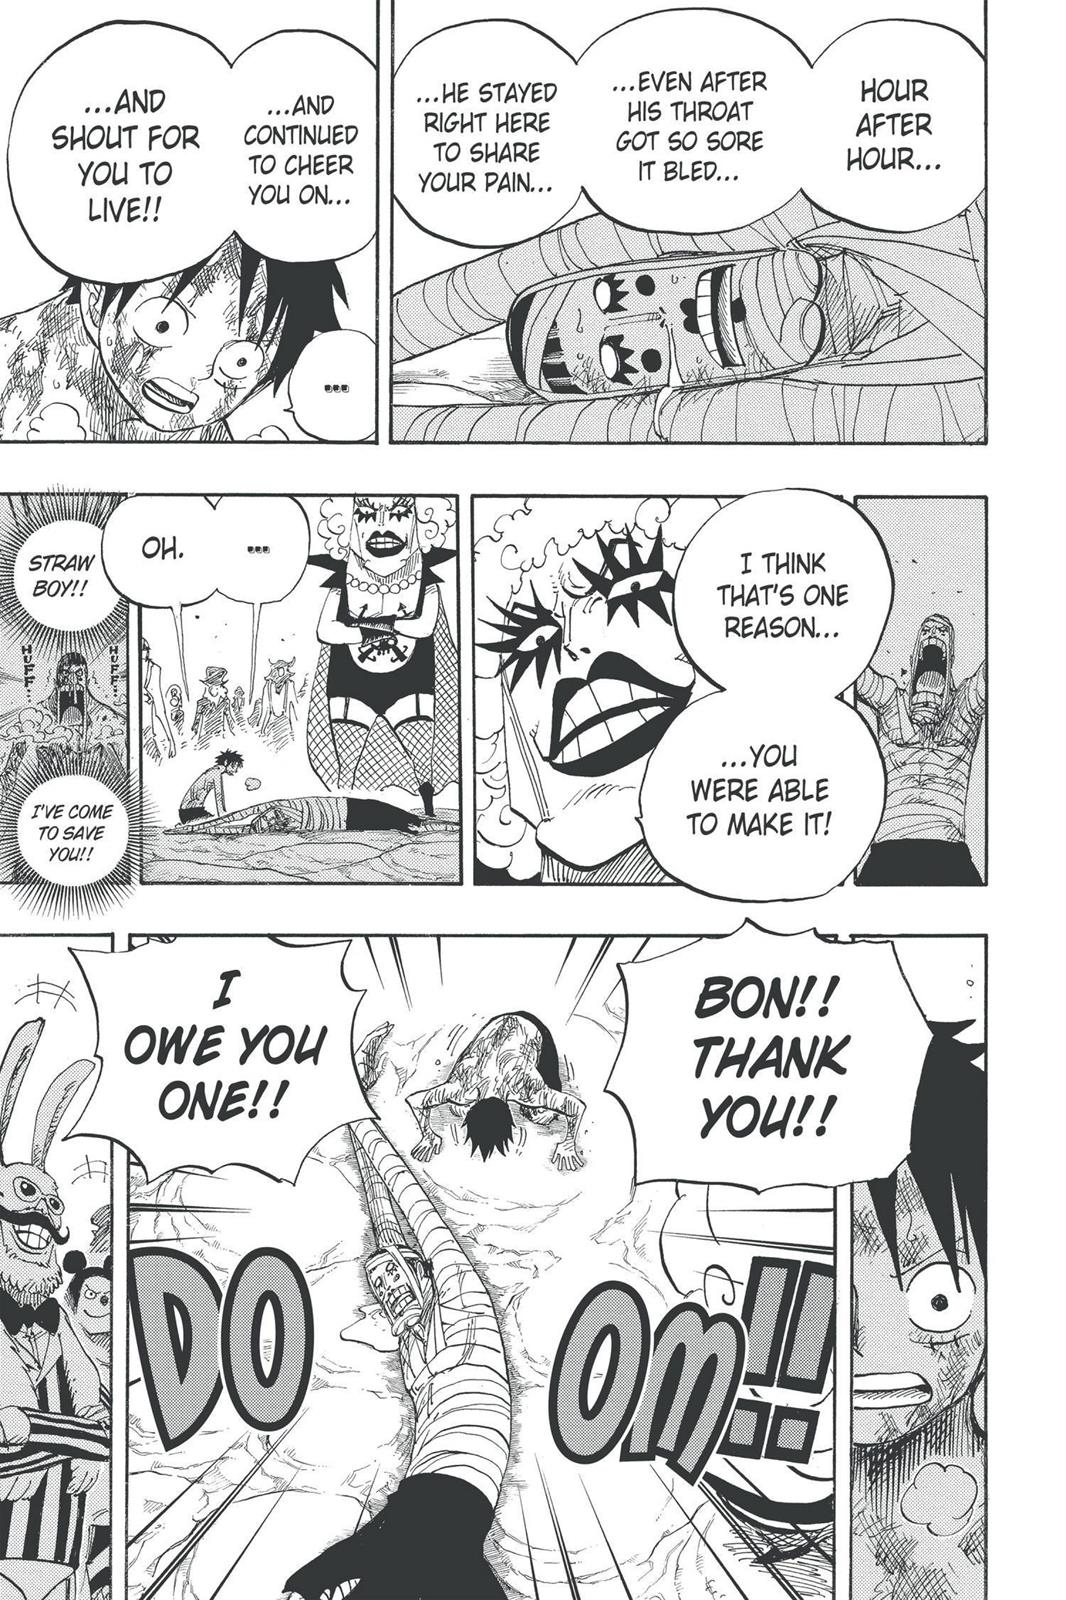 HOUR
AFTER
HOUR...
...EVEN AFTER
HIS THROAT
GOT SO SORE
IT BLED...
...HE STAYED
RIGHT HERE
TO SHARE
YOUR PAIN...
...AND
CONTINUED
TO CHEER
YOU ON...
...AND
SHOUT FOR
YOU TO
LIVE!!
...
I THINK
THAT'S ONE
REASON...
...YOU
WERE ABLE
TO MAKE IT!
...
OH.
STRAW
BOY!!
HUFF...
HUFF...
I'VE COME
TO SAVE
YOU!!
BON!!
THANK
YOU!!
I
OWE YOU
ONE!!
DOOM!!